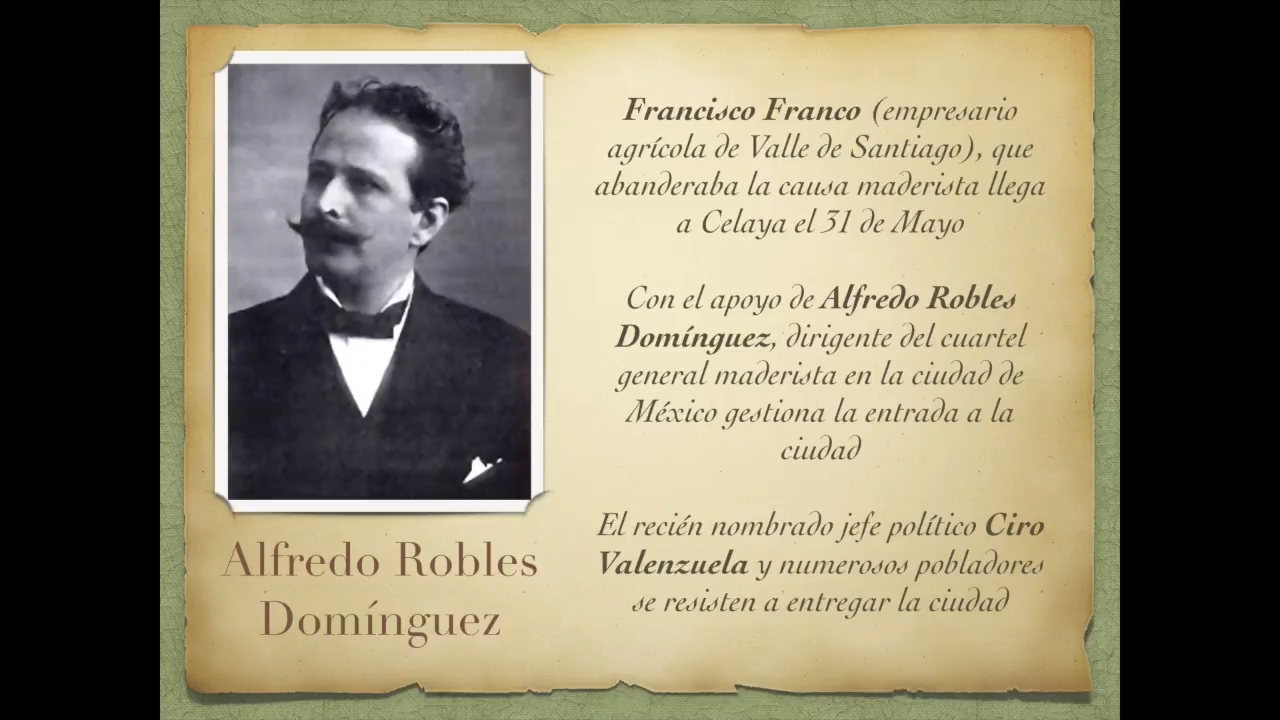 Francisco Franco (empresario
agrícola de Valle de Santiago), que
abanderaba la causa maderista llega
a Celaya el 31 de Mayo
Con el apoyo de Alfredo Robles
Domínguez, dirigente del cuartel
general maderista en la ciudad de
México gestiona la entrada a la
ciudad
El recién nombrado jefe político Ciro
Valenzuela y numerosos pobladores
se resisten a entregar la ciudad
Alfredo Robles
Domínguez